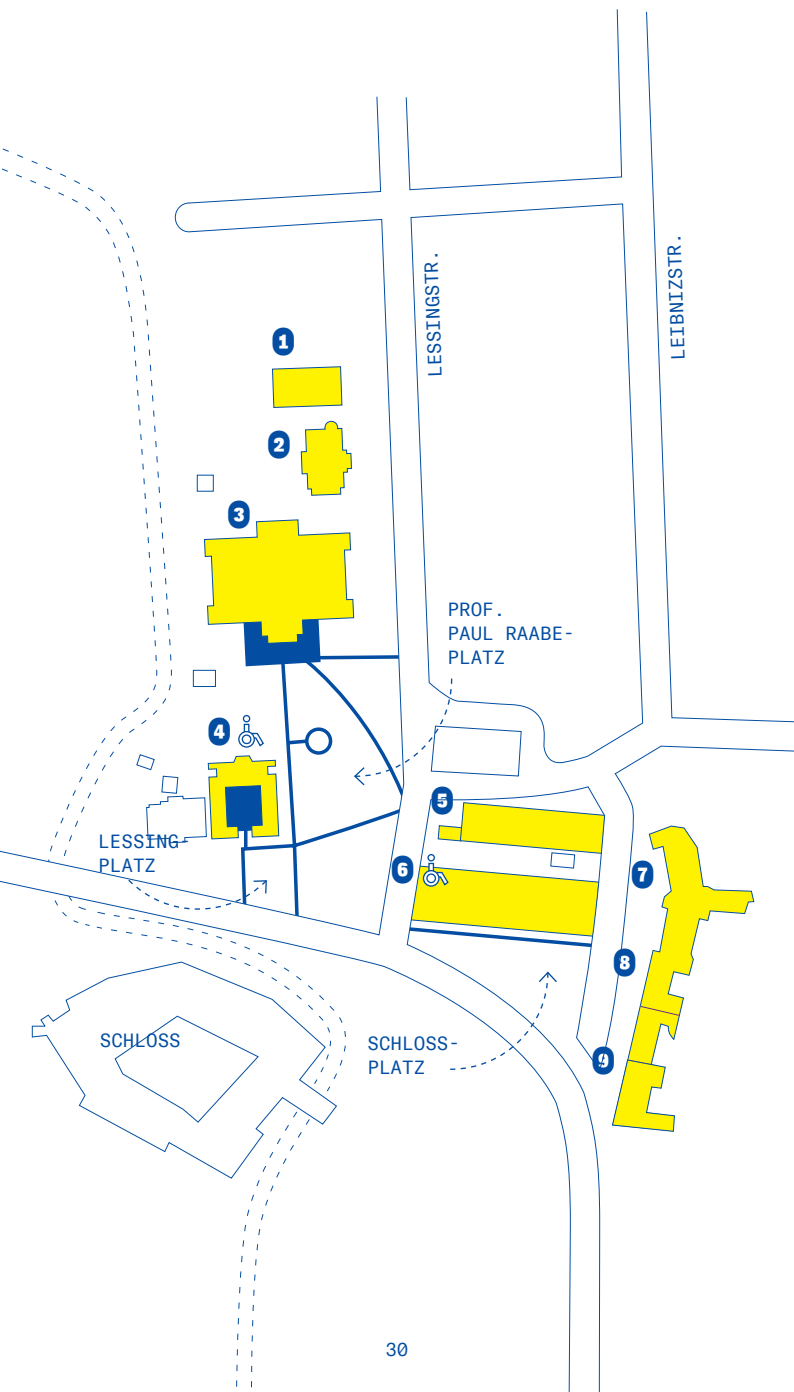 LESSINGSTR.
LEIBNIZSTR.
1
2
3
PROF.
PAUL RAABE-
PLATZ
4
5
LESSING-
PLATZ
6
7
8
SCHLOSS
SCHLOSS-
PLATZ
9
30